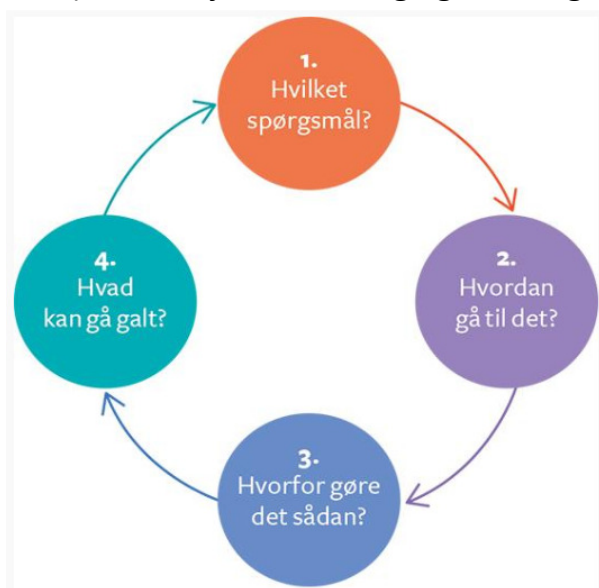 1.
Hvilket
spørgsmål?
2.
Hvordan
gå til det?
3.
Hvorfor gøre
det sådan?
4.
Hvad
kan gå galt?